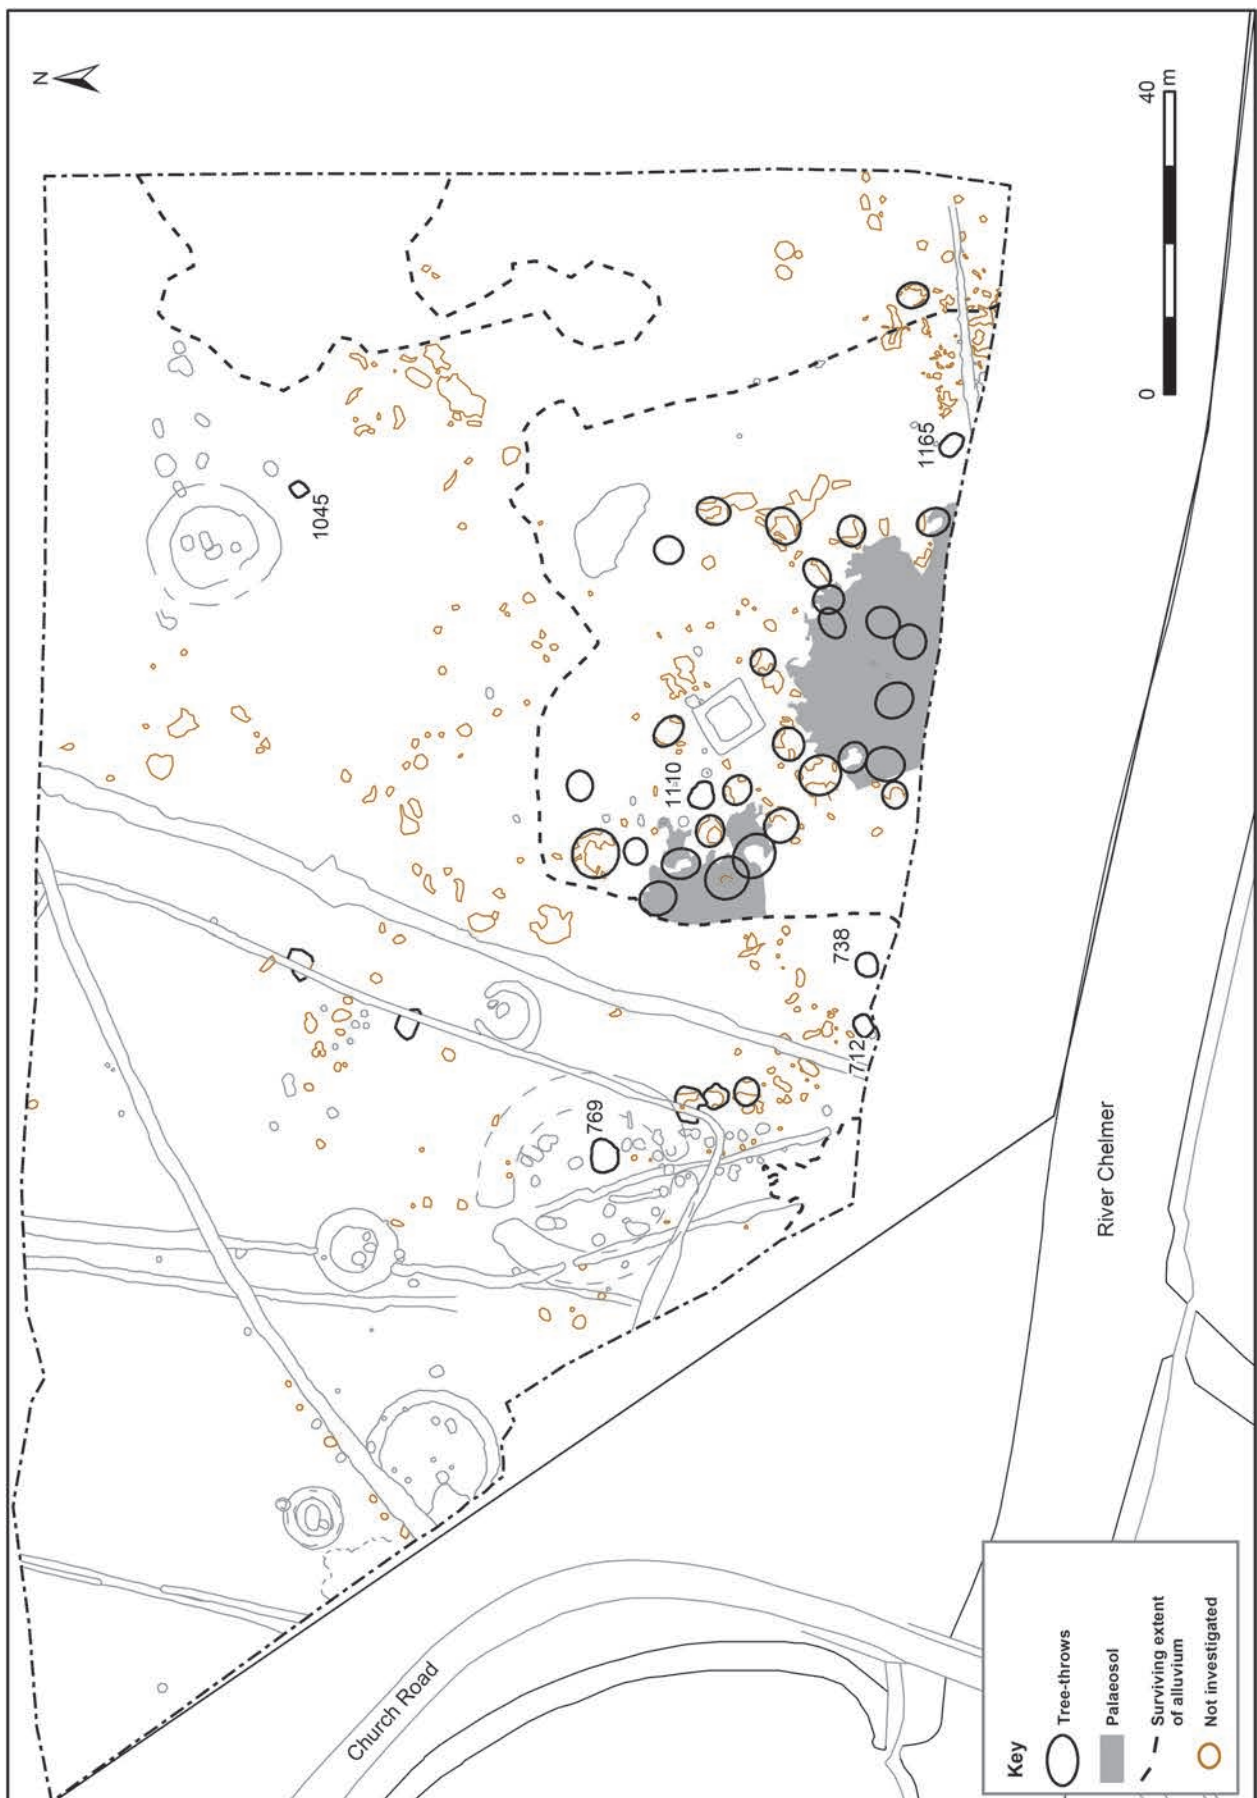 N
1045
1165
1110
738
712
769
0
40
m
River Chelmer
Church Road
Key
Tree-throws
Palaeosol
Surviving extent
of alluvium
Not investigated